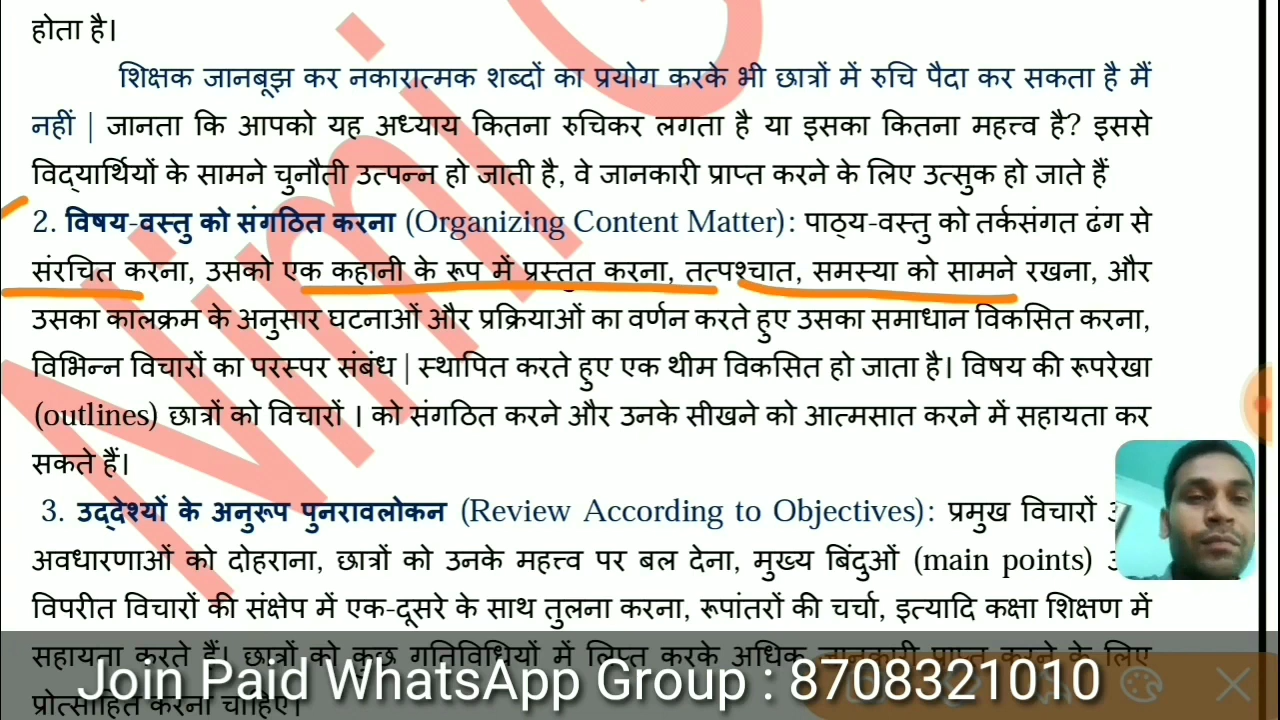 होता है।
शिक्षक जानबूझ कर नकारात्मक शब्दों का प्रयोग करके भी छात्रों में रुचि पैदा कर सकता है मैं
नहीं | जानता कि आपको यह अध्याय कितना रुचिकर लगता है या इसका कितना महत्त्व है? इससे
विद्यार्थियों के सामने चुनौती उत्पन्न हो जाती है, वे जानकारी प्राप्त करने के लिए उत्सुक हो जाते हैं
2. विषय-वस्तु को संगठित करना (Organizing Content Matter): पाठ्य-वस्तु को तर्कसंगत ढंग से
संरचित करना, उसको एक कहानी के रूप में प्रस्तुत करना, तत्पश्चात, समस्या को सामने रखना, और
उसका कालक्रम के अनुसार घटनाओं और प्रक्रियाओं का वर्णन करते हुए उसका समाधान विकसित करना,
विभिन्न विचारों का परस्पर संबंध | स्थापित करते हुए एक थीम विकसित हो जाता है। विषय की रूपरेखा
(outlines) छात्रों को विचारों । को संगठित करने और उनके सीखने को आत्मसात करने में सहायता कर
सकते हैं।
3. उद्देश्यों के अनुरूप पुनरावलोकन (Review According to Objectives): प्रमुख विचारों
अवधारणाओं को दोहराना, छात्रों को उनके महत्त्व पर बल देना, मुख्य बिंदुओं (main points)
विपरीत विचारों की संक्षेप में एक-दूसरे के साथ तुलना करना, रूपांतरों की चर्चा, इत्यादि कक्षा शिक्षण में
सहायता करते हैं। छात्रों को कुछ गतिविधियों में लिप्त करके अधिक जानकारी प्राप्त करने के लिए
प्रोत्साहित करना चाहिए।
Join Paid WhatsApp Group : 8708321010
Nimi